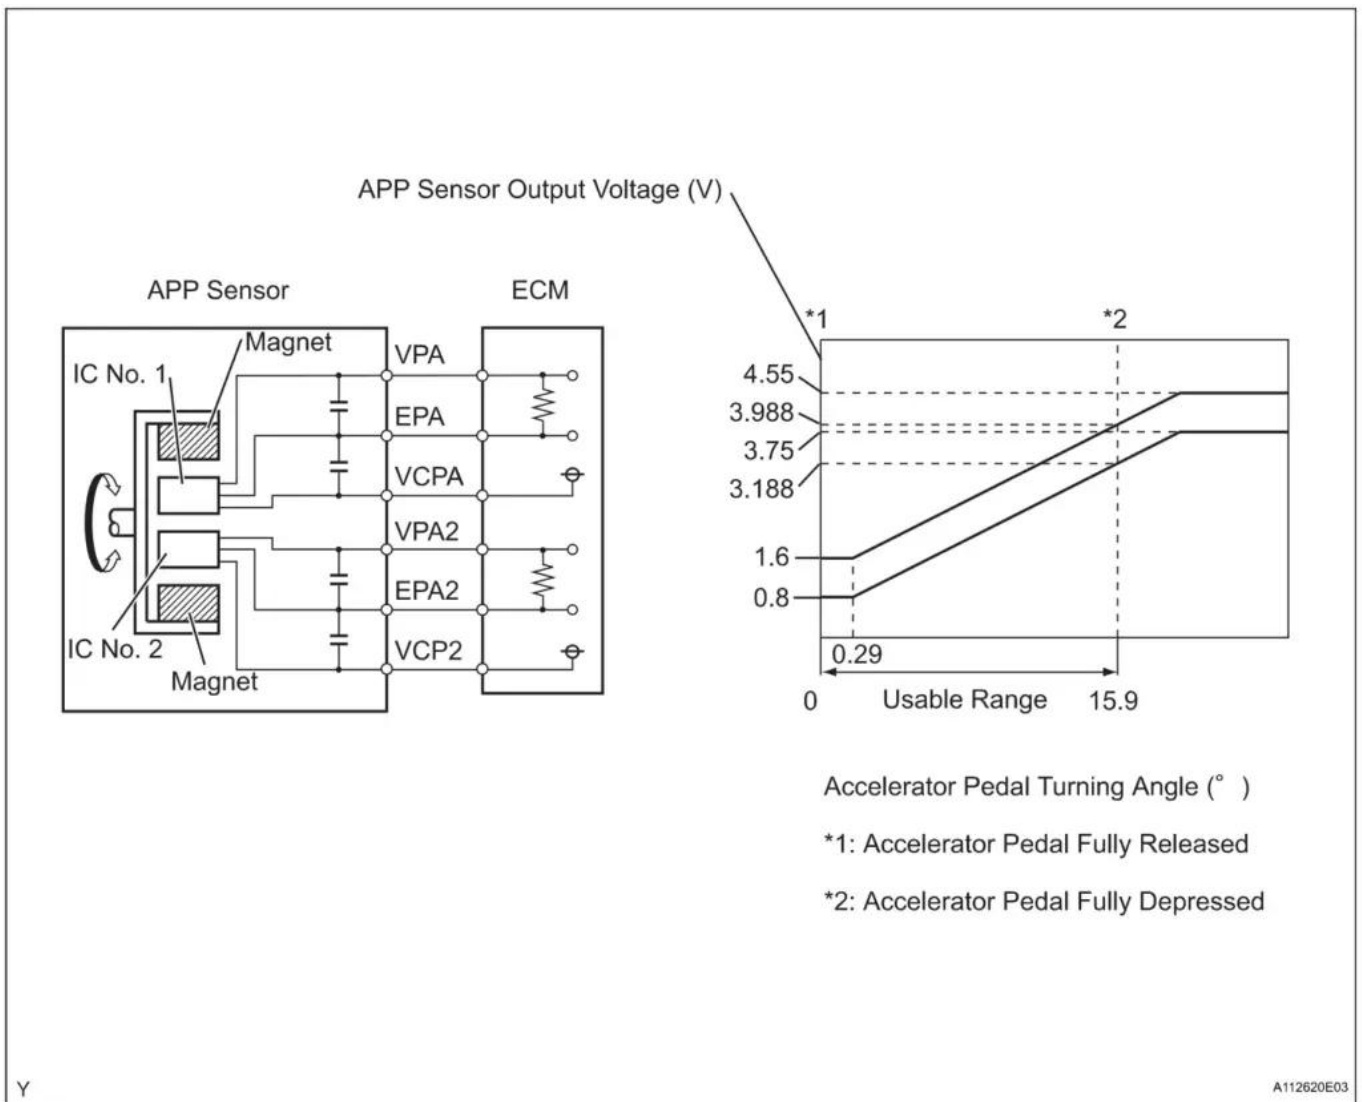 APP Sensor Output Voltage (V)
APP Sensor
ECM
Magnet
IC No. 1
VPA
EPA
VCPA
VPA2
EPA2
VCP2
IC No. 2
Magnet
*1
*2
4.55
3.988
3.75
3.188
1.6
0.8
0.29
0
Usable Range
15.9
Accelerator Pedal Turning Angle (° )
*1: Accelerator Pedal Fully Released
*2: Accelerator Pedal Fully Depressed
Y
A112620E03